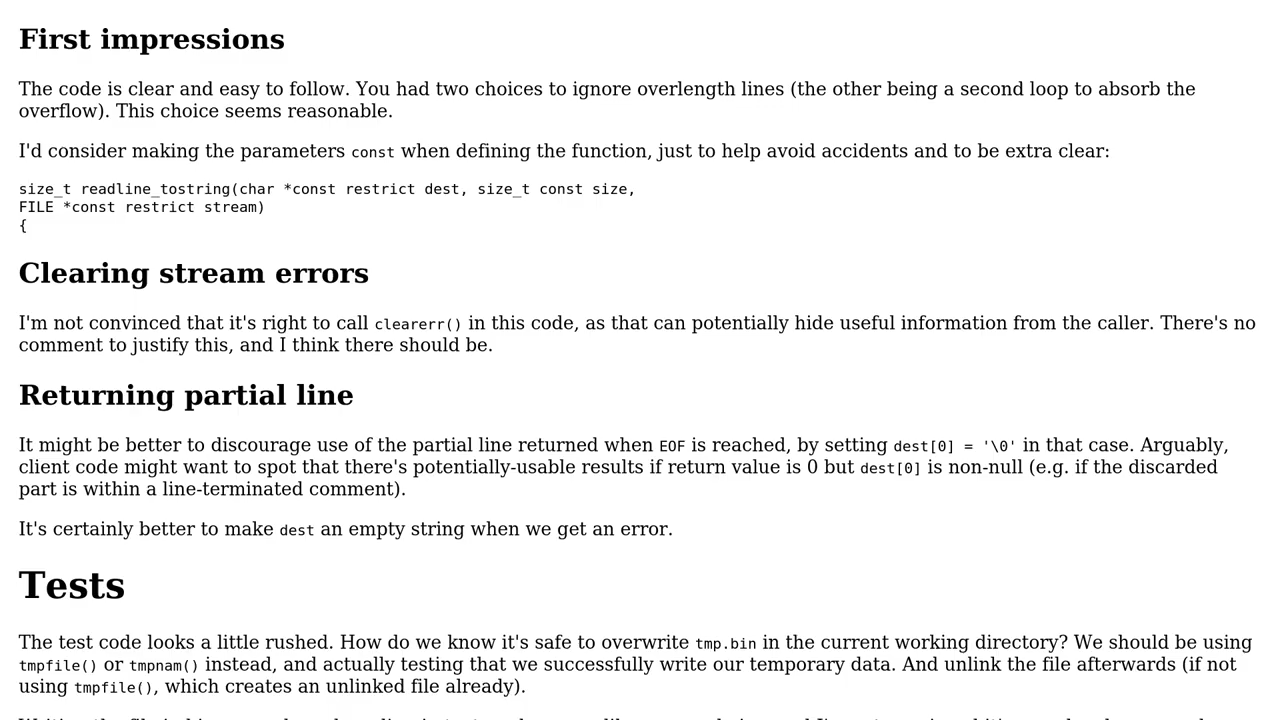 First impressions
The code is clear and easy to follow. You had two choices to ignore overlength lines (the other being a second loop to absorb the
overflow). This choice seems reasonable.
I'd consider making the parameters const when defining the function, just to help avoid accidents and to be extra clear:
size_t readline_tostring(char *const restrict dest, size_t const size,
FILE *const restrict stream)
{
Clearing stream errors
I'm not convinced that it's right to call clearerr() in this code, as that can potentially hide useful information from the caller. There's no
comment to justify this, and I think there should be.
Returning partial line
It might be better to discourage use of the partial line returned when EOF is reached, by setting dest[0] = '\0' in that case. Arguably,
client code might want to spot that there's potentially-usable results if return value is 0 but dest[0] is non-null (e.g. if the discarded
part is within a line-terminated comment).
It's certainly better to make dest an empty string when we get an error.
Tests
The test code looks a little rushed. How do we know it's safe to overwrite tmp.bin in the current working directory? We should be using
tmpfile() or tmpnam() instead, and actually testing that we successfully write our temporary data. And unlink the file afterwards (if not
using tmpfile(), which creates an unlinked file already).